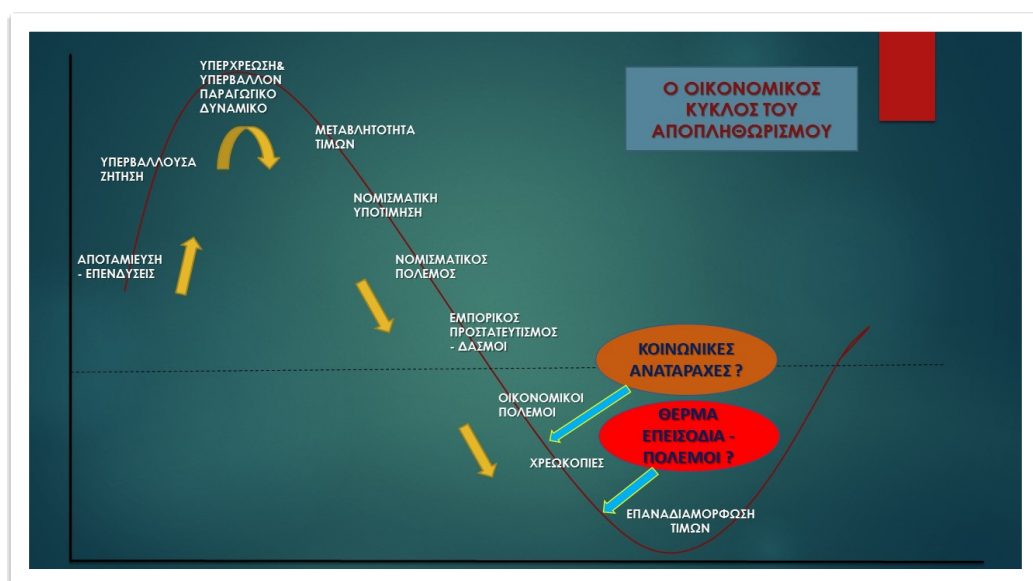 Ο ΟΙΚΟΝΟΜΙΚΟΣ
ΚΥΚΛΟΣ ΤΟΥ
ΑΠΟΠΛΗΘΩΡΙΣΜΟΥ
ΑΠΟΤΑΜΙΕΥΣΗ
- ΕΠΕΝΔΥΣΕΙΣ
ΥΠΕΡΒΑΛΛΟΥΣΑ
ΖΗΤΗΣΗ
ΥΠΕΡΧΡΕΩΣΗ&
ΥΠΕΡΒΑΛΛΟΝ
ΠΑΡΑΓΩΓΙΚΟ
ΔΥΝΑΜΙΚΟ
ΜΕΤΑΒΛΗΤΟΤΗΤΑ
ΤΙΜΩΝ
ΝΟΜΙΣΜΑΤΙΚΗ
ΥΠΟΤΙΜΗΣΗ
ΝΟΜΙΣΜΑΤΙΚΟΣ
ΠΟΛΕΜΟΣ
ΕΜΠΟΡΙΚΟΣ
ΠΡΟΣΤΑΤΕΥΤΙΣΜΟΣ
- ΔΑΣΜΟΙ
ΟΙΚΟΝΟΜΙΚΟΙ
ΠΟΛΕΜΟΙ
ΧΡΕΩΚΟΠΙΕΣ
ΕΠΑΝΑΔΙΑΜΟΡΦΩΣΗ
ΤΙΜΩΝ
ΚΟΙΝΩΝΙΚΕΣ
ΑΝΑΤΑΡΑΧΕΣ ?
ΘΕΡΜΑ
ΕΠΕΙΣΟΔΙΑ -
ΠΟΛΕΜΟΙ ?